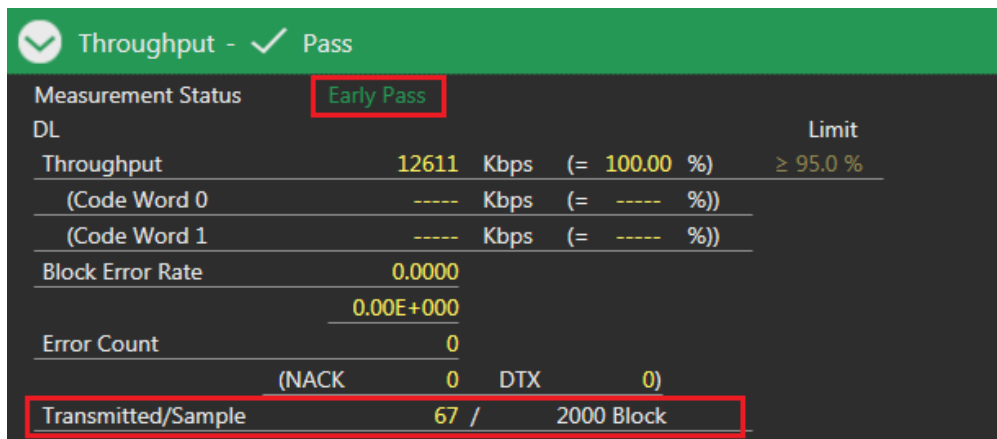 Throughput - ✓ Pass
Measurement Status Early Pass
DL Limit
Throughput 12611 Kbps (= 100.00 %) ≥ 95.0 %
(Code Word 0 ----- Kbps (= ----- %))
(Code Word 1 ----- Kbps (= ----- %))
Block Error Rate 0.0000
0.00E+000
Error Count 0
(NACK 0 DTX 0)
Transmitted/Sample 67 / 2000 Block